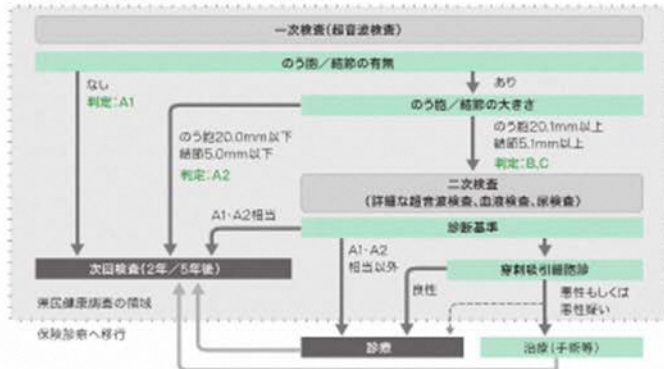 一次検査(超音波検査)
のう胞/結節の有無
なし
判定:A1
あり
のう胞/結節の大きさ
のう胞20.0mm以下
結節5.0mm以下
判定:A2
のう胞20.1mm以上
結節5.1mm以上
判定:B,C
二次検査
(詳細な超音波検査、血液検査、尿検査)
診断基準
A1・A2相当
次回検査(2年/5年後)
A1・A2
相当以外
穿刺吸引細胞診
良性
悪性もしくは
悪性疑い
県民健康調査の領域
保険診療へ移行
診療
治療(手術等)